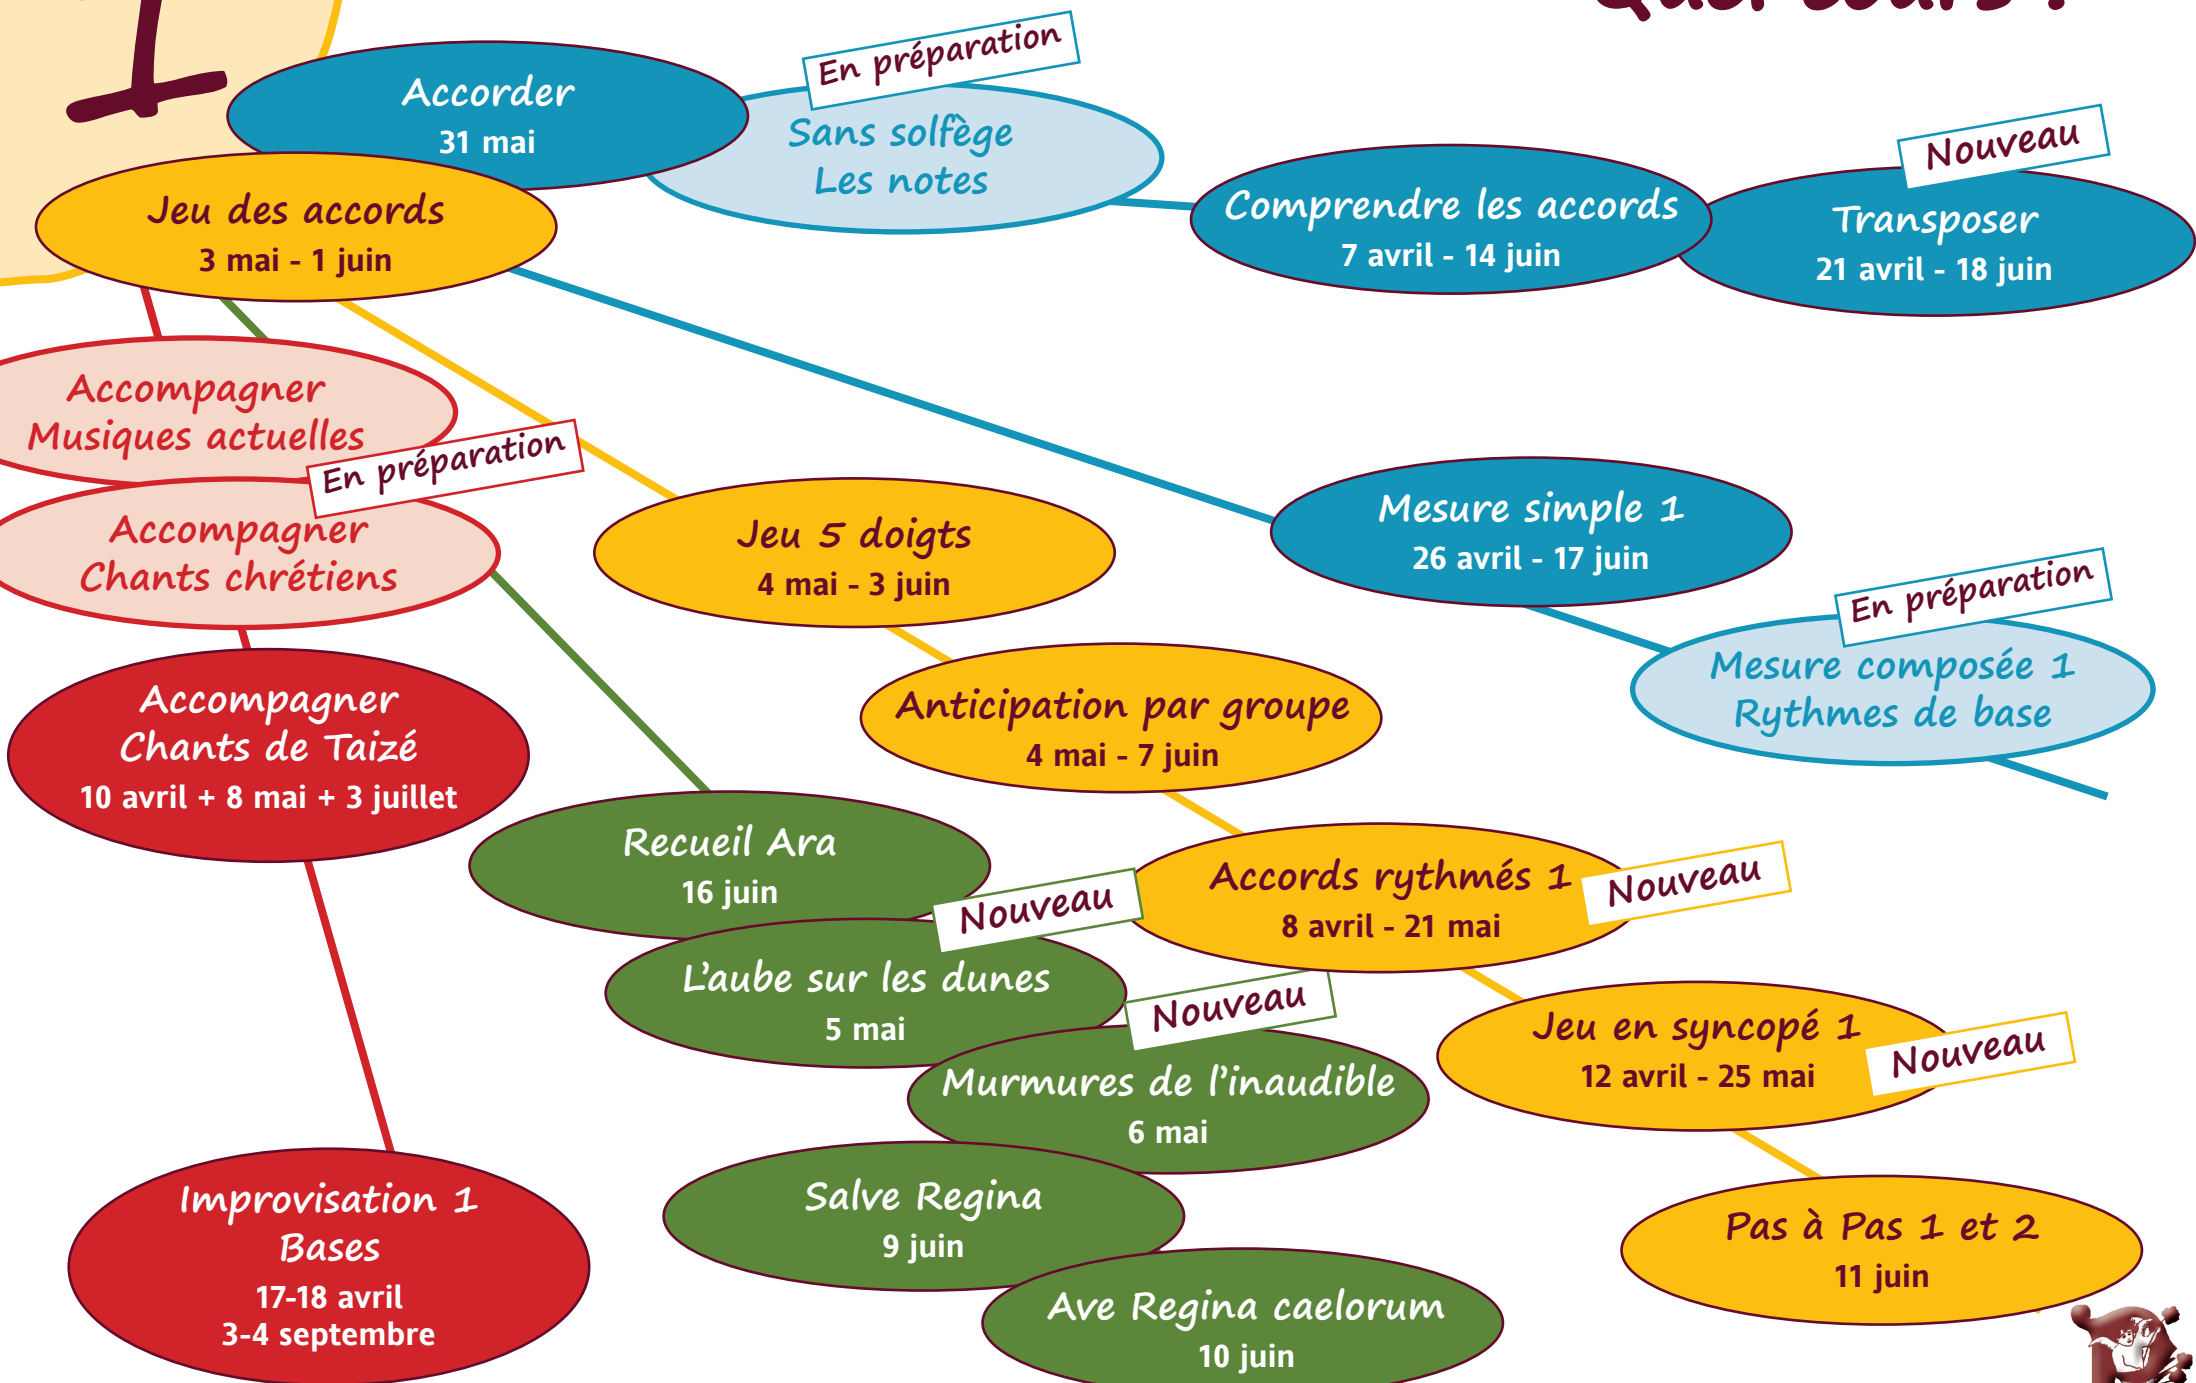 1
Quel cours ?
Accorder
31 mai
En préparation
Sans solfège
Les notes
Comprendre les accords
7 avril - 14 juin
Nouveau
Transposer
21 avril - 18 juin
Jeu des accords
3 mai - 1 juin
Accompagner
Musiques actuelles
En préparation
Accompagner
Chants chrétiens
Accompagner
Chants de Taizé
10 avril + 8 mai + 3 juillet
Improvisation 1
Bases
17-18 avril
3-4 septembre
Jeu 5 doigts
4 mai - 3 juin
Mesure simple 1
26 avril - 17 juin
En préparation
Mesure composée 1
Rythmes de base
Anticipation par groupe
4 mai - 7 juin
Recueil Ara
16 juin
Nouveau
L'aube sur les dunes
5 mai
Nouveau
Murmures de l'inaudible
6 mai
Salve Regina
9 juin
Ave Regina caelorum
10 juin
Accords rythmés 1
8 avril - 21 mai
Nouveau
Jeu en syncopé 1
12 avril - 25 mai
Nouveau
Pas à Pas 1 et 2
11 juin